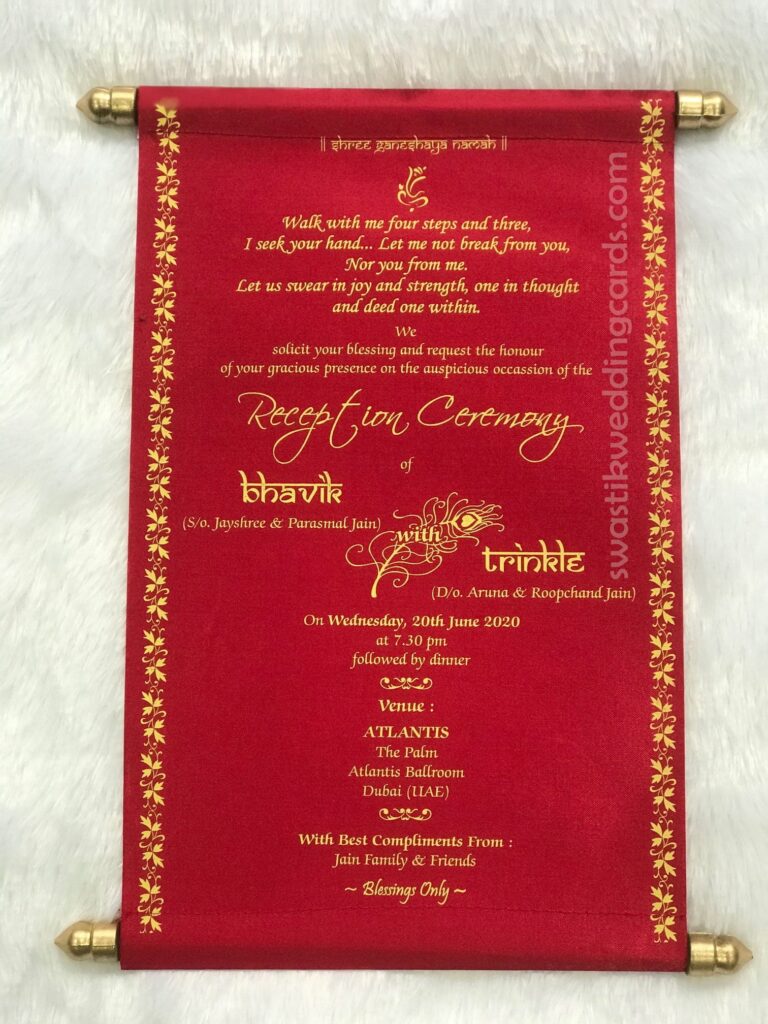 || Shree Ganeshaya Namah ||
Walk with me four steps and three,
I seek your hand... Let me not break from you,
Nor you from me.
Let us swear in joy and strength, one in thought
and deed one within.
We
solicit your blessing and request the honour
of your gracious presence on the auspicious occassion of the
Reception Ceremony
of
Bhavik
(S/o. Jayshree & Parasmal Jain)
with
Trinkle
(D/o. Aruna & Roopchand Jain)
On Wednesday, 20th June 2020
at 7.30 pm
followed by dinner
Venue :
ATLANTIS
The Palm
Atlantis Ballroom
Dubai (UAE)
With Best Compliments From :
Jain Family & Friends
~ Blessings Only ~
swastikweddingcards.com